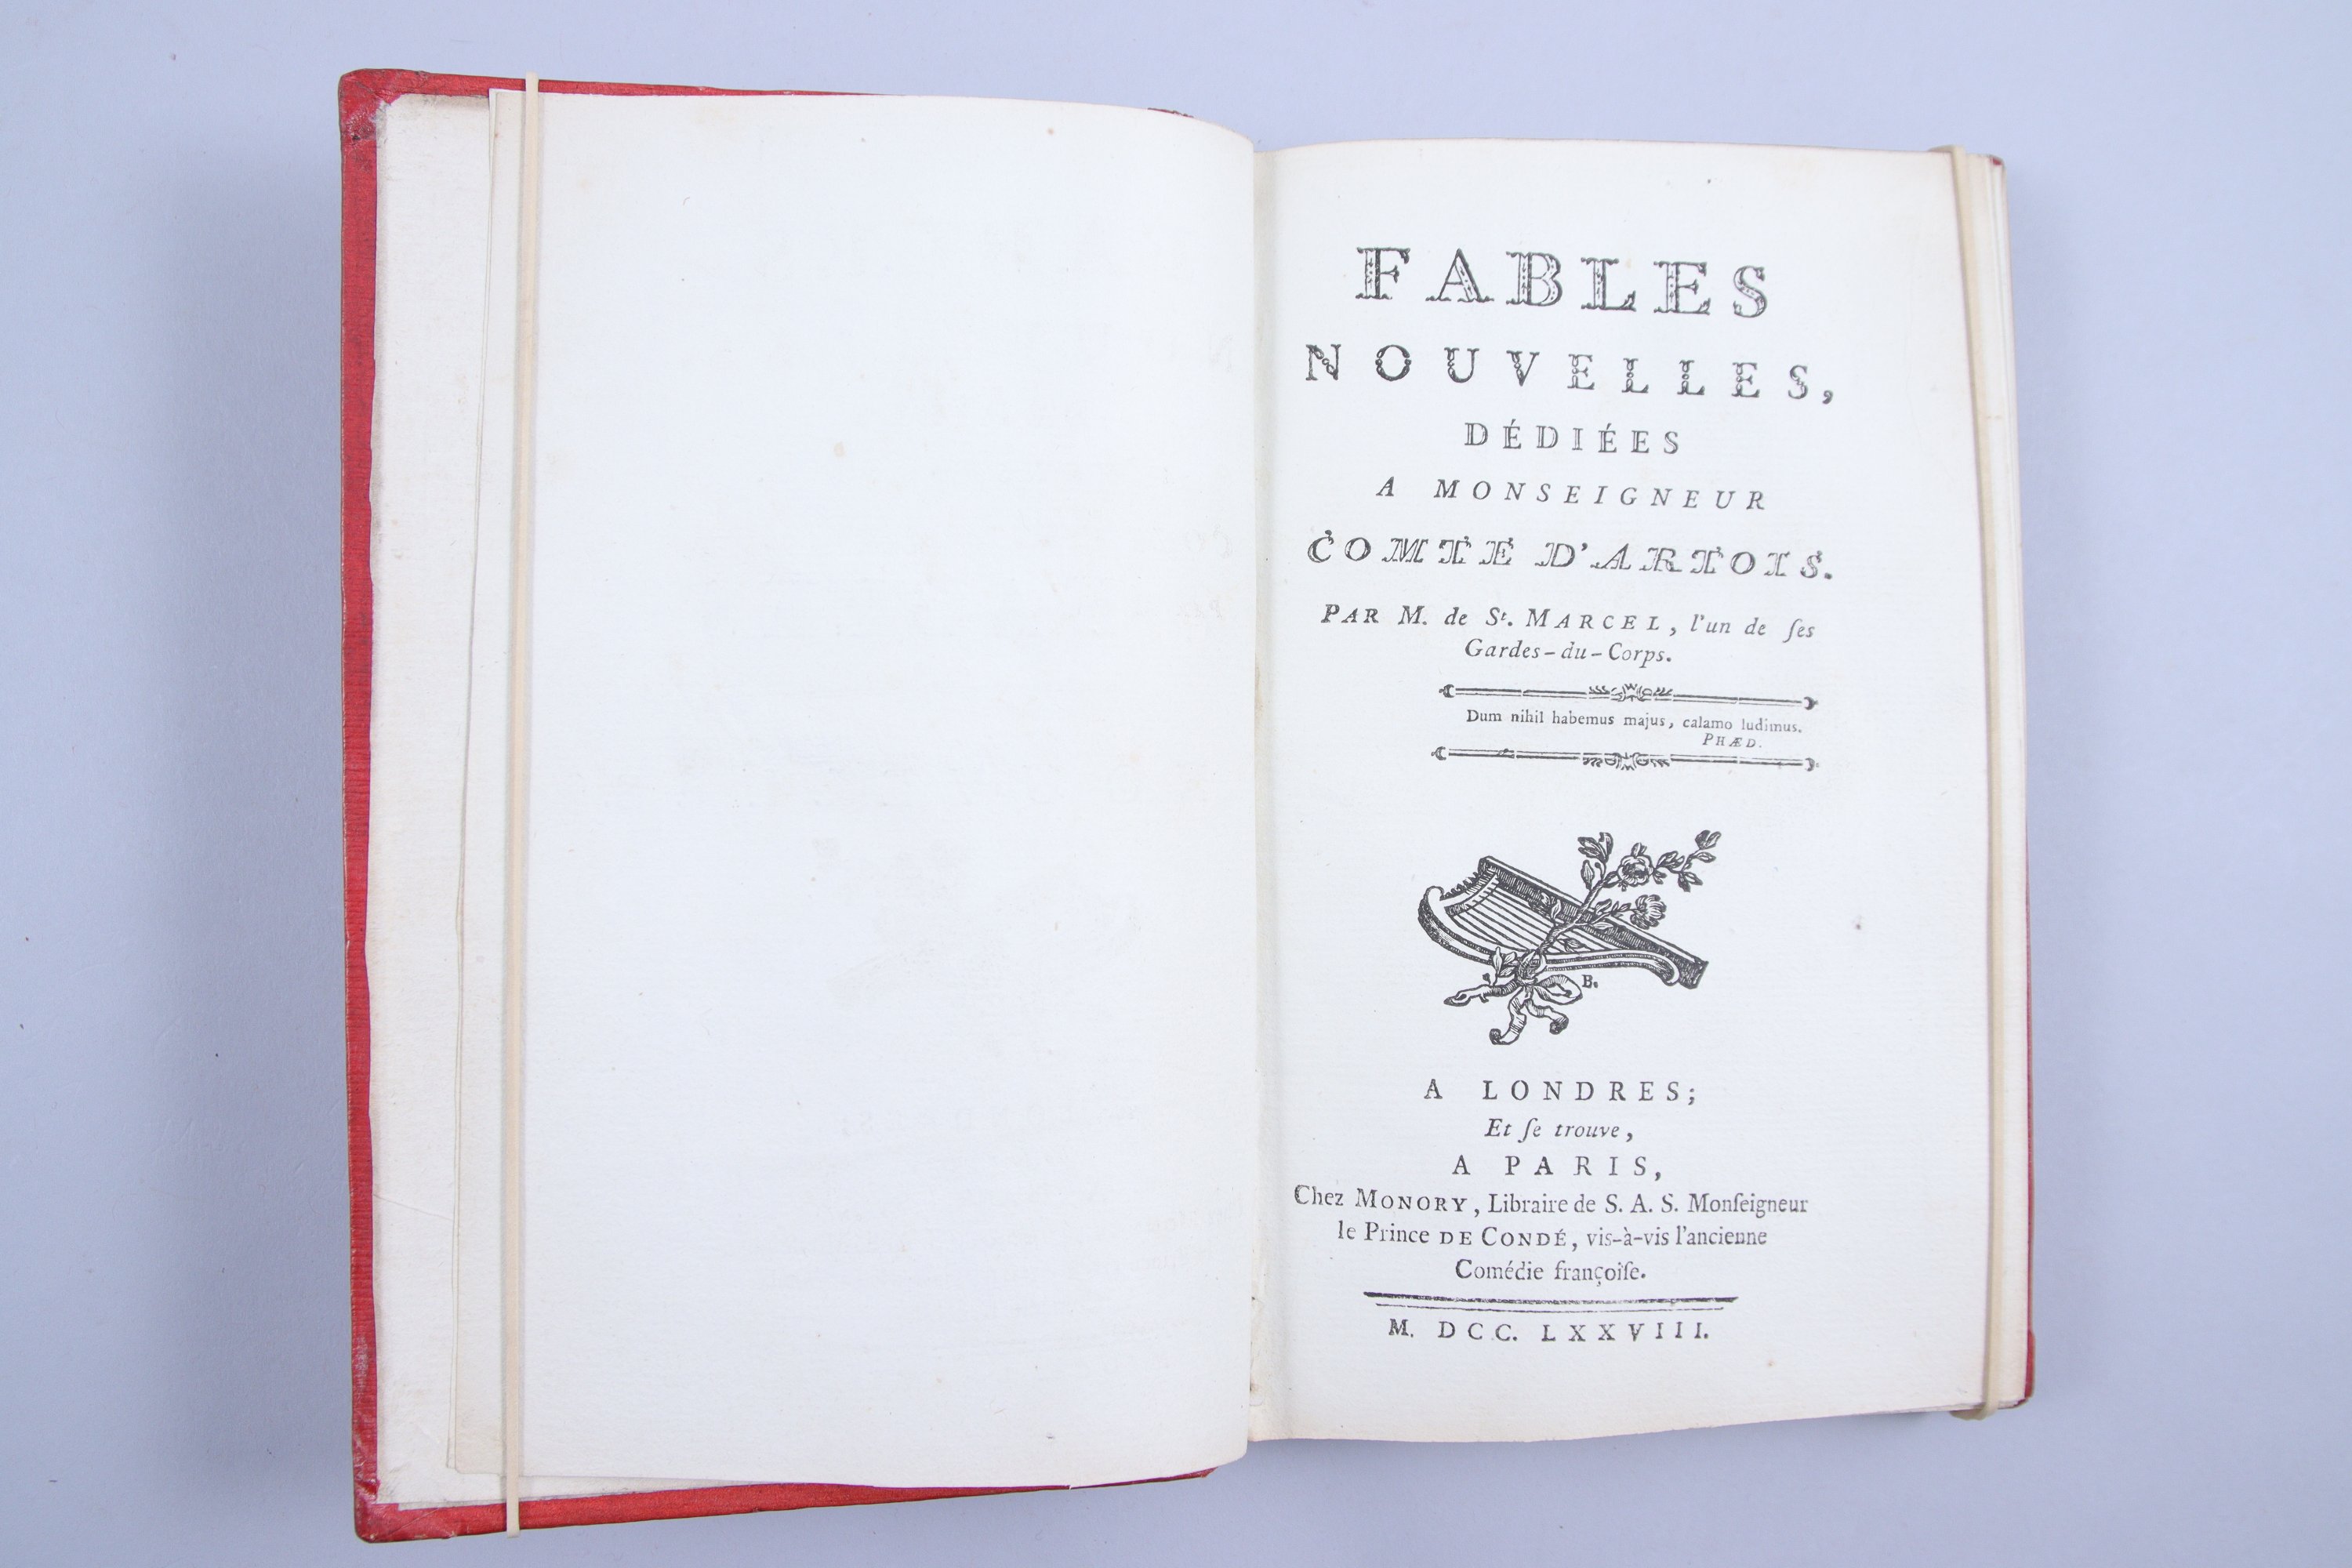 FABLES
NOUVELLES,
DÉDIÉES
A MONSEIGNEUR
COMTE D'ARTOIS.
PAR M. de St. MARCEL, l'un de ſes
Gardes-du-Corps.
Dum nihil habemus majus, calamo ludimus.
PHÆD.
B.
A LONDRES;
Et ſe trouve,
A PARIS,
Chez MONORY, Libraire de S. A. S. Monſeigneur
le Prince DE CONDÉ, vis-à-vis l'ancienne
Comédie françoiſe.
M. DCC. LXXVIII.